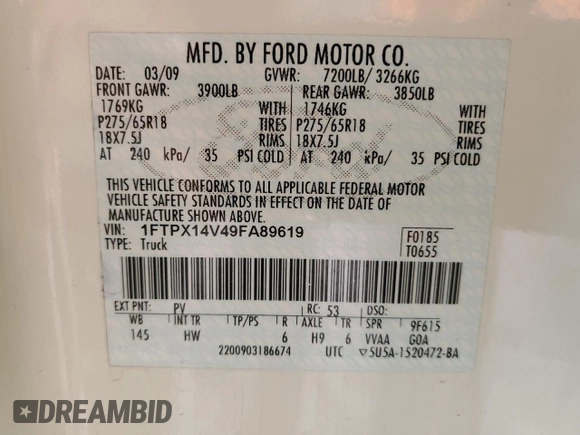 MFD. BY FORD MOTOR CO.
DATE: 03/09 GVWR: 7200LB/ 3266KG
FRONT GAWR: 3900LB REAR GAWR: 3850LB
1769KG WITH 1746KG WITH
P275/65R18 TIRES P275/65R18 TIRES
18X7.5J RIMS 18X7.5J RIMS
AT 240 kPa/ 35 PSI COLD AT 240 kPa/ 35 PSI COLD
THIS VEHICLE CONFORMS TO ALL APPLICABLE FEDERAL MOTOR
VEHICLE SAFETY STANDARDS IN EFFECT ON THE DATE OF
MANUFACTURE SHOWN ABOVE.
VIN: 1FTPX14V49FA89619 F0185
TYPE: Truck T0655
EXT PNT: PV RC: 53 DSO:
WB INT TR TP/PS R AXLE TR SPR 9F615
145 HW 6 H9 6 VVAA GOA
2200903186674 UTC ▽5U5A-1520472-BA
DREAMBID